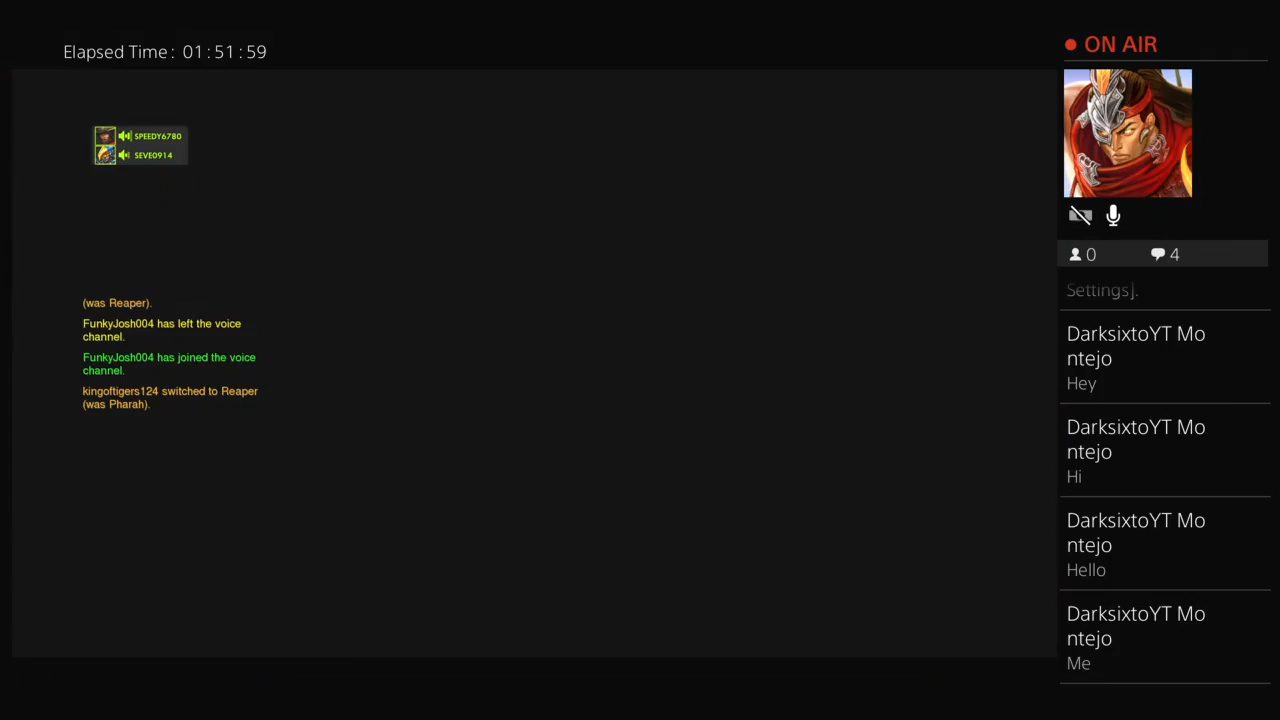 Elapsed Time: 01:51:59
ON AIR
SPEEDY6780
SEVE0914
0 4
(was Reaper).
FunkyJosh004 has left the voice
channel.
FunkyJosh004 has joined the voice
channel.
kingoftigers124 switched to Reaper
(was Pharah).
Settings].
DarksixtoYT Mo
ntejo
Hey
DarksixtoYT Mo
ntejo
Hi
DarksixtoYT Mo
ntejo
Hello
DarksixtoYT Mo
ntejo
Me